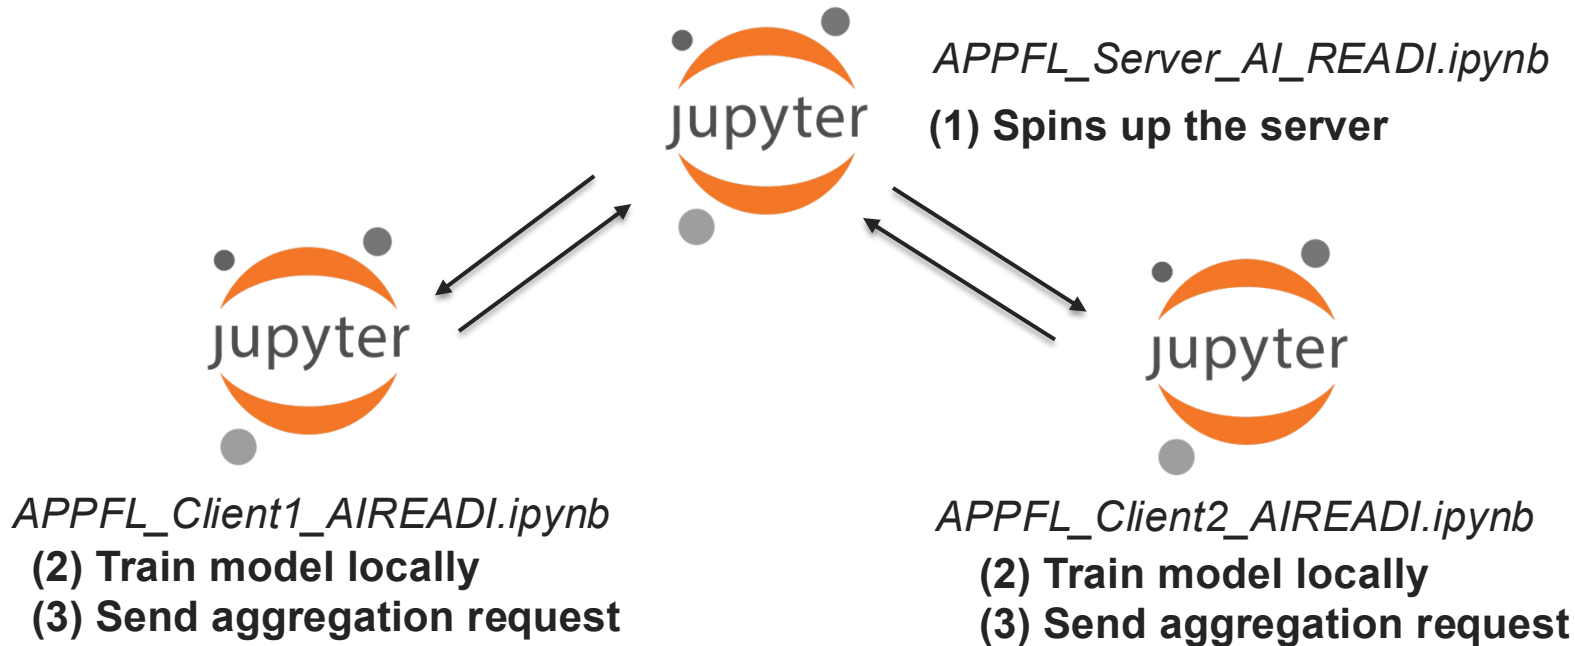 jupyter
APPFL_Server_AI_READI.ipynb
(1) Spins up the server
jupyter
APPFL_Client1_AIREADI.ipynb
(2) Train model locally
(3) Send aggregation request
jupyter
APPFL_Client2_AIREADI.ipynb
(2) Train model locally
(3) Send aggregation request